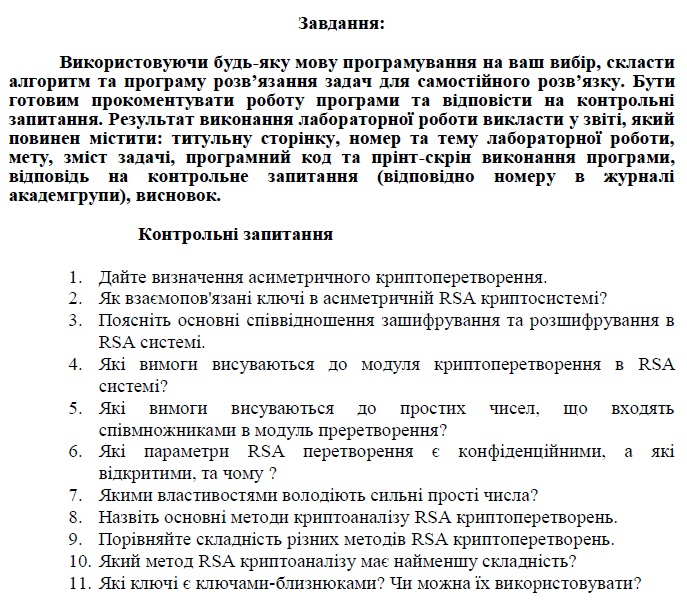 Завдання:
Використовуючи будь-яку мову програмування на ваш вибір, скласти
алгоритм та програму розв’язання задач для самостійного розв’язку. Бути
готовим прокоментувати роботу програми та відповісти на контрольні
запитання. Результат виконання лабораторної роботи викласти у звіті, який
повинен містити: титульну сторінку, номер та тему лабораторної роботи,
мету, зміст задачі, програмний код та прінт-скрін виконання програми,
відповідь на контрольне запитання (відповідно номеру в журналі
академгрупи), висновок.
Контрольні запитання
1. Дайте визначення асиметричного криптоперетворення.
2. Як взаємопов'язані ключі в асиметричній RSA криптосистемі?
3. Поясніть основні співвідношення зашифрування та розшифрування в
RSA системі.
4. Які вимоги висуваються до модуля криптоперетворення в RSA
системі?
5. Які вимоги висуваються до простих чисел, що входять
співмножниками в модуль преретворення?
6. Які параметри RSA перетворення є конфіденційними, а які
відкритими, та чому ?
7. Якими властивостями володіють сильні прості числа?
8. Назвіть основні методи криптоаналізу RSA криптоперетворень.
9. Порівняйте складність різних методів RSA криптоперетворень.
10. Який метод RSA криптоаналізу має найменшу складність?
11. Які ключі є ключами-близнюками? Чи можна їх використовувати?